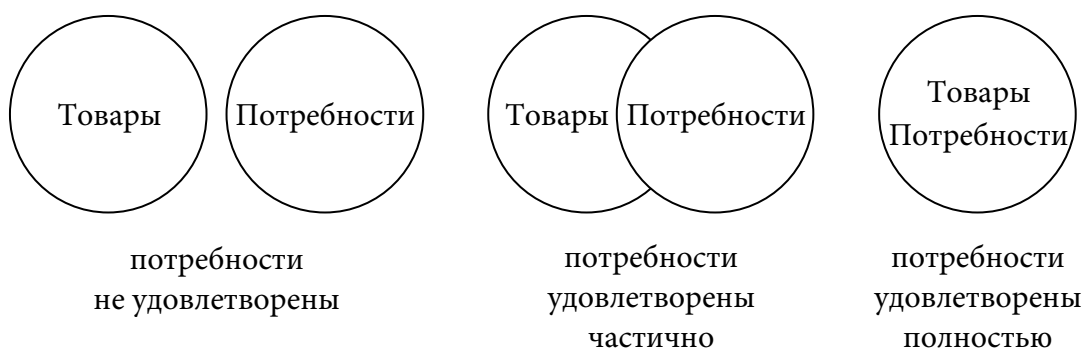 Товары
Потребности
потребности
не удовлетворены
Товары
Потребности
потребности
удовлетворены
частично
Товары
Потребности
потребности
удовлетворены
полностью